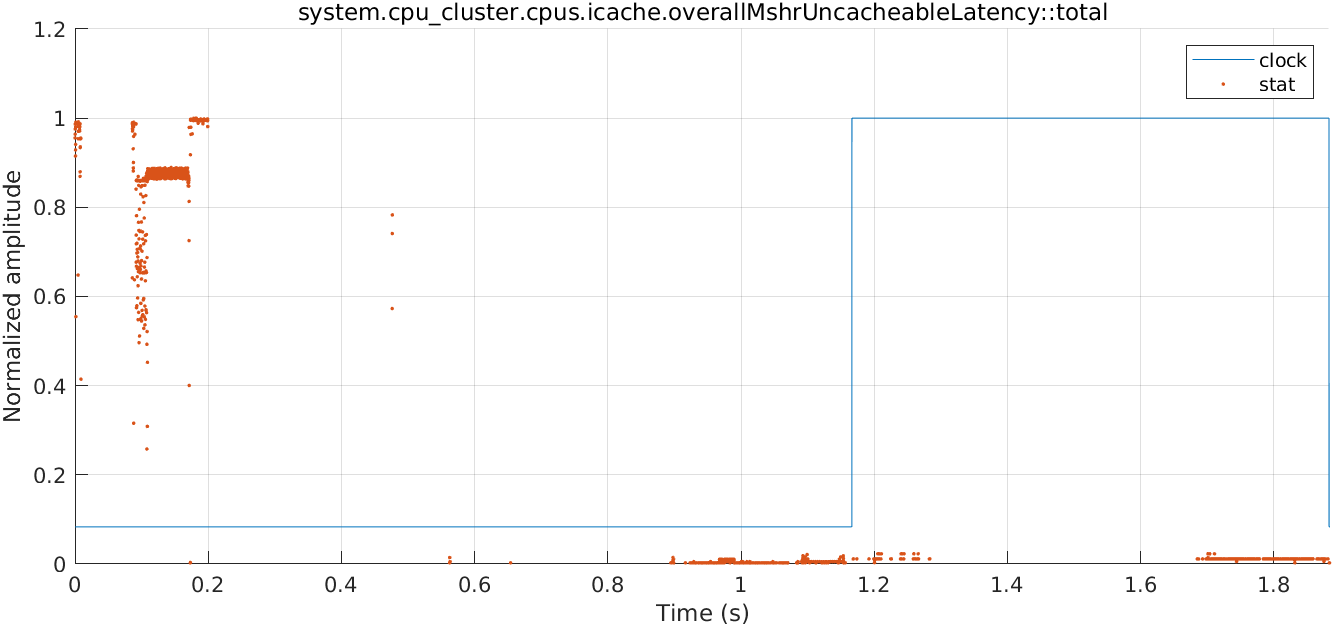 system.cpu_cluster.cpus.icache.overallMshrUncacheableLatency::total
1.2
clock
stat
1
0.8
0.6
0.4
0.2
0
Normalized amplitude
0 0.2 0.4 0.6 0.8 1 1.2 1.4 1.6 1.8
Time (s)